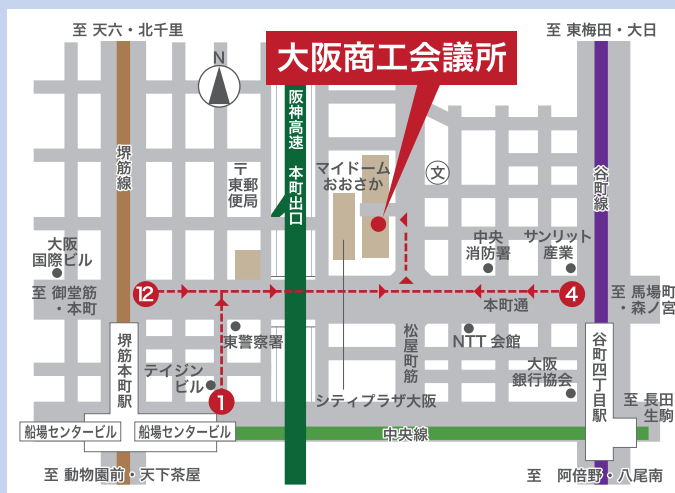 至 天六・北千里
至 東梅田・大日
大阪商工会議所
N
阪神高速 本町出口
堺筋線
谷町線
〒
東郵
便局
マイドーム
おおさか
文
大阪
国際ビル
中央
消防署
サンリット
産業
至 御堂筋
・本町
12
4
至 馬場町
・森ノ宮
本町通
東警察署
松屋町筋
NTT 会館
堺筋本町駅
谷町四丁目駅
テイジン
ビル
大阪
銀行協会
1
シティプラザ大阪
至 長田
生駒
船場センタービル
船場センタービル
中央線
至 動物園前・天下茶屋
至 阿倍野・八尾南